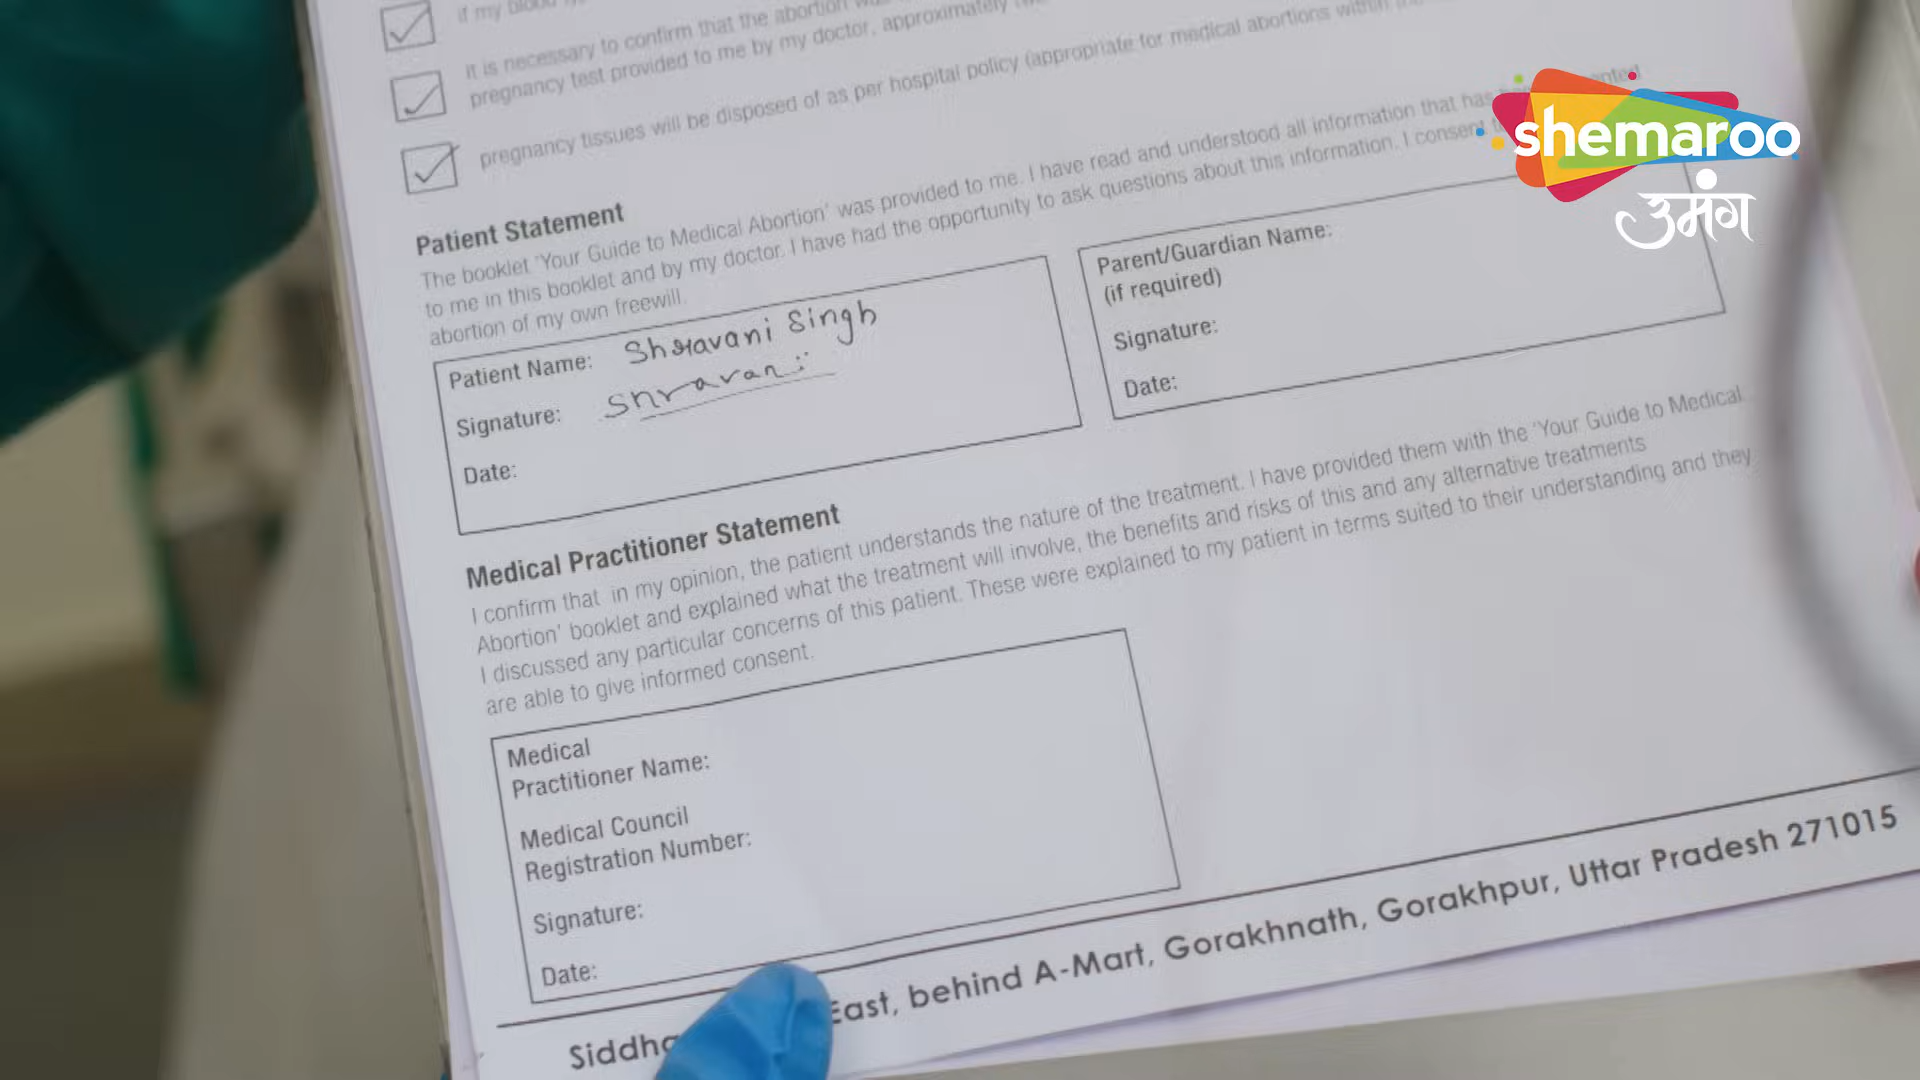 if my blood
it is necessary to confirm that the abortion was
pregnancy test provided to me by my doctor, approximately
pregnancy tissues will be disposed of as per hospital policy (appropriate for medical abortions within
Patient Statement
The booklet 'Your Guide to Medical Abortion' was provided to me. I have read and understood all information that has
to me in this booklet and by my doctor. I have had the opportunity to ask questions about this information. I consent
abortion of my own freewill.
Patient Name: Shravani Singh
Signature: Shravani
Date:
Parent/Guardian Name:
(if required)
Signature:
Date:
Medical Practitioner Statement
I confirm that in my opinion, the patient understands the nature of the treatment. I have provided them with the 'Your Guide to Medical
Abortion' booklet and explained what the treatment will involve, the benefits and risks of this and any alternative treatments
I discussed any particular concerns of this patient. These were explained to my patient in terms suited to their understanding and they
are able to give informed consent.
Medical
Practitioner Name:
Medical Council
Registration Number:
Signature:
Date:
East, behind A-Mart, Gorakhnath, Gorakhpur, Uttar Pradesh 271015
shemaroo
उमंग